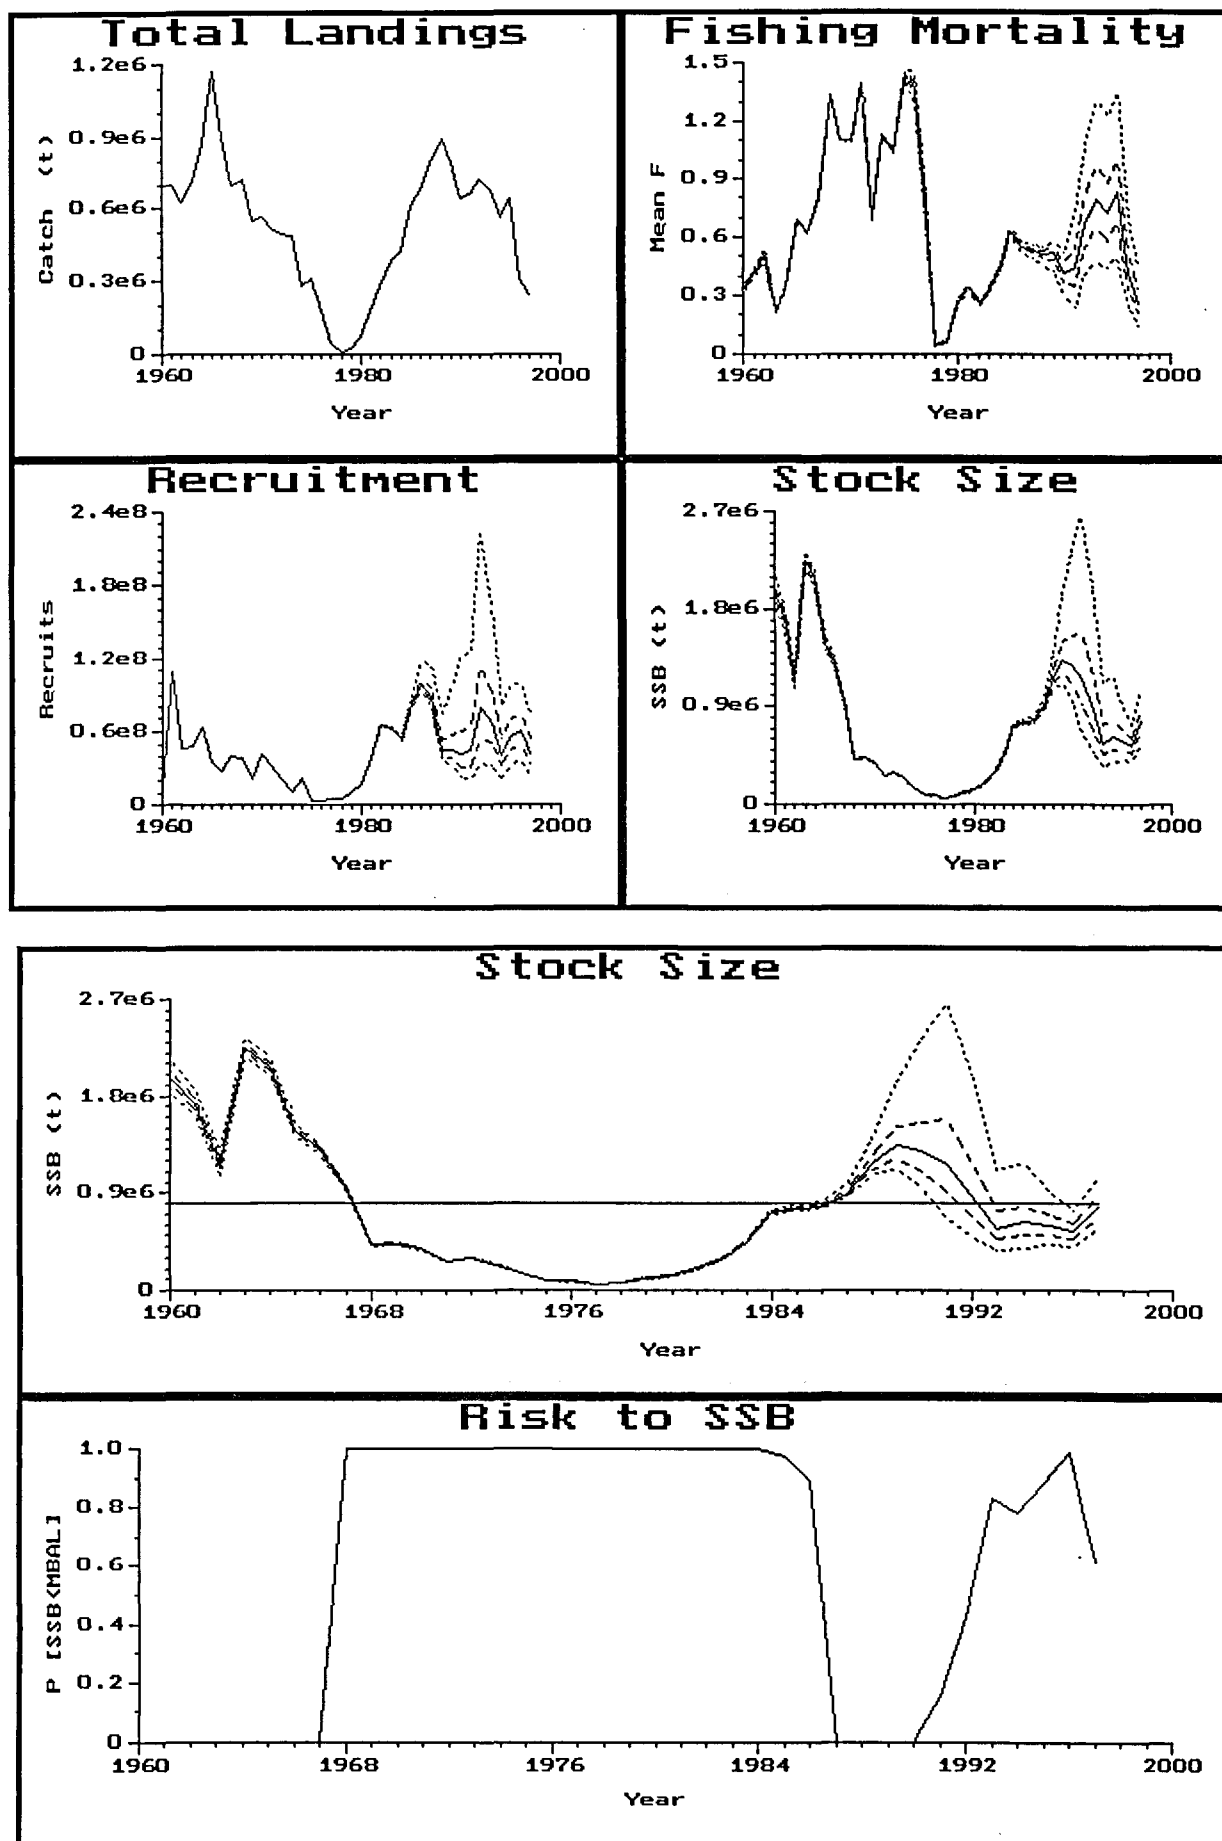 Total Landings
1.2e6
0.9e6
0.6e6
0.3e6
0
Catch (t)
1960 1980 2000
Year
Fishing Mortality
1.5
1.2
0.9
0.6
0.3
0
Mean F
1960 1980 2000
Year
Recruitment
2.4e8
1.8e8
1.2e8
0.6e8
0
Recruits
1960 1980 2000
Year
Stock Size
2.7e6
1.8e6
0.9e6
0
SSB (t)
1960 1980 2000
Year
Stock Size
2.7e6
1.8e6
0.9e6
0
SSB (t)
1960 1968 1976 1984 1992 2000
Year
Risk to SSB
1.0
0.8
0.6
0.4
0.2
0
P [SSB<MBAL]
1960 1968 1976 1984 1992 2000
Year